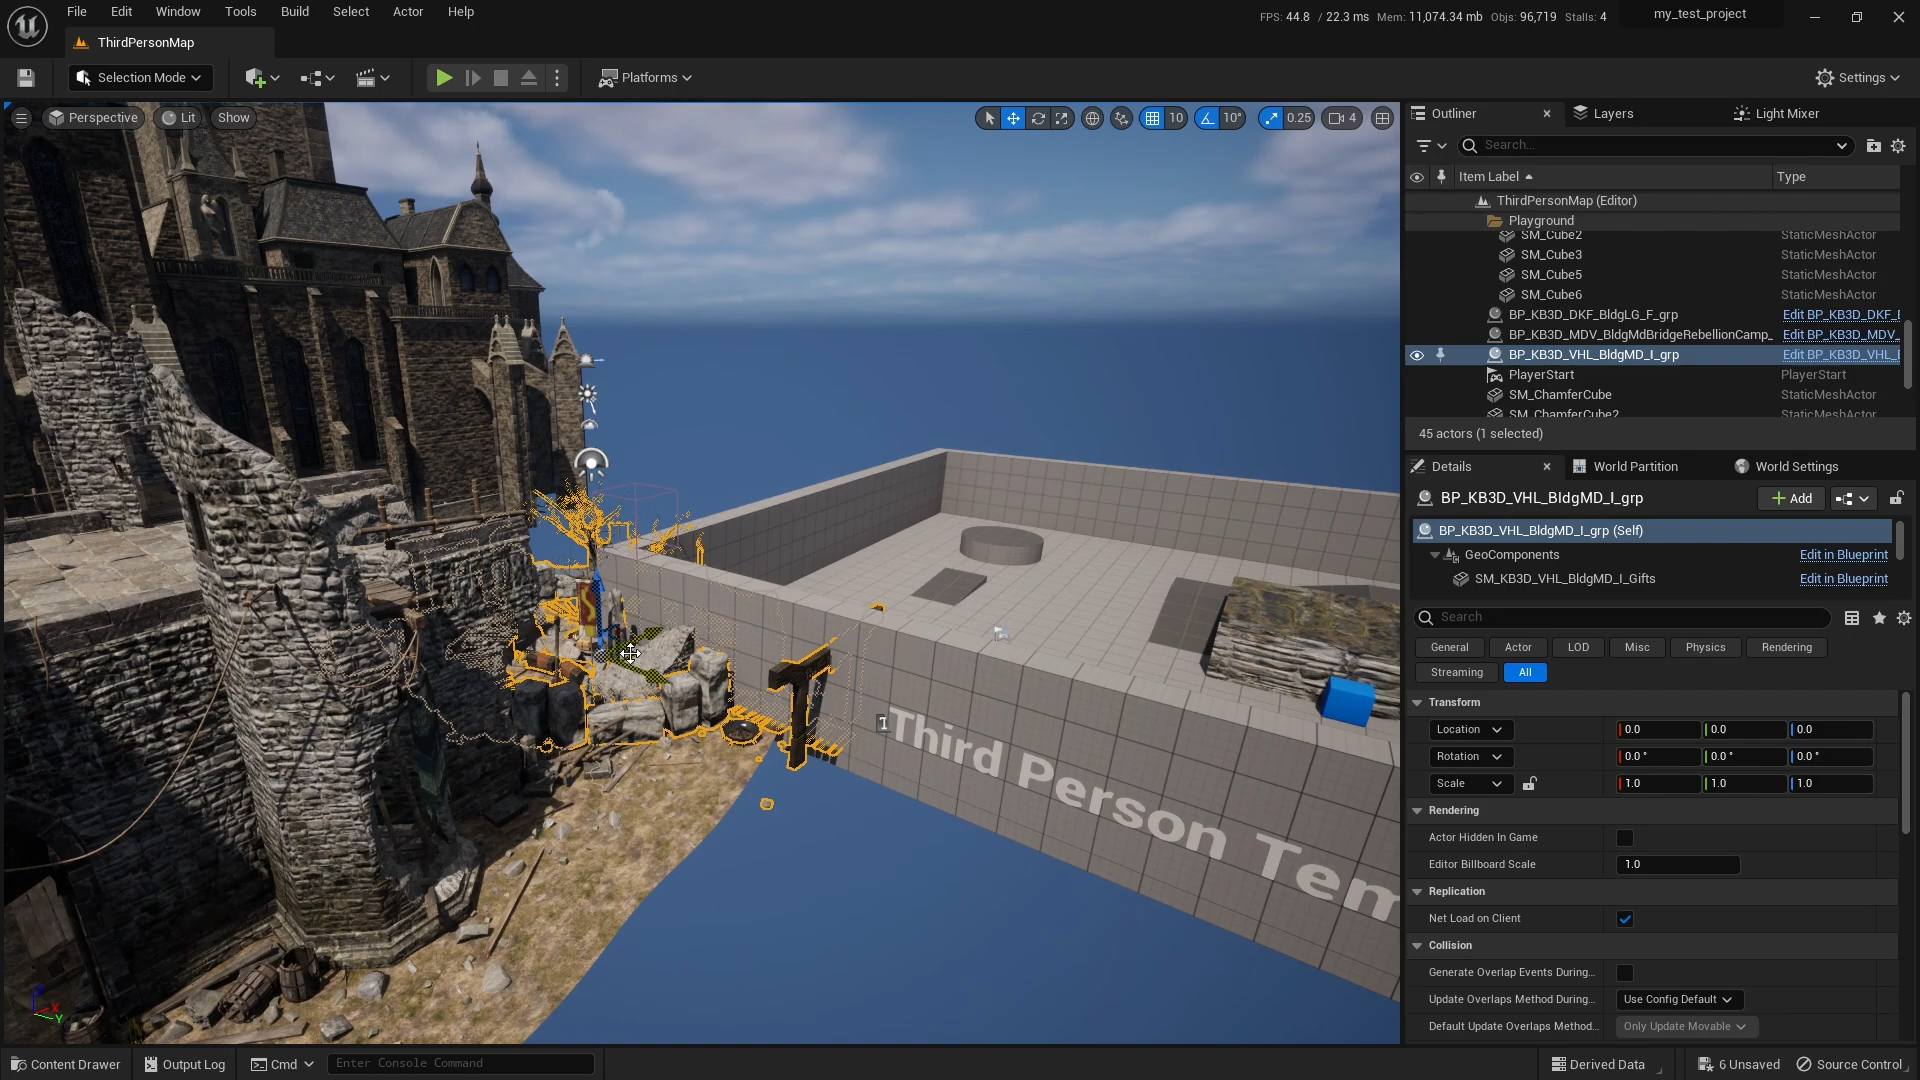 File Edit Window Tools Build Select Actor Help
FPS: 44.8 / 22.3 ms Mem: 11,074.34 mb Objs: 96,719 Stalls: 4
my_test_project
ThirdPersonMap
Selection Mode
Platforms
Settings
Perspective Lit Show
10 10° 0.25 4
Outliner Layers Light Mixer
Search...
Item Label Type
ThirdPersonMap (Editor)
Playground
SM_Cube2 StaticMeshActor
SM_Cube3 StaticMeshActor
SM_Cube5 StaticMeshActor
SM_Cube6 StaticMeshActor
BP_KB3D_DKF_BldgLG_F_grp Edit BP_KB3D_DKF_
BP_KB3D_MDV_BldgMdBridgeRebellionCamp_ Edit BP_KB3D_MDV_
BP_KB3D_VHL_BldgMD_I_grp Edit BP_KB3D_VHL_
PlayerStart PlayerStart
SM_ChamferCube StaticMeshActor
SM_ChamferCube2 StaticMeshActor
45 actors (1 selected)
Details World Partition World Settings
BP_KB3D_VHL_BldgMD_I_grp
Add
BP_KB3D_VHL_BldgMD_I_grp (Self)
GeoComponents Edit in Blueprint
SM_KB3D_VHL_BldgMD_I_Gifts Edit in Blueprint
Search
General Actor LOD Misc Physics Rendering
Streaming All
Transform
Location 0.0 0.0 0.0
Rotation 0.0 ° 0.0 ° 0.0 °
Scale 1.0 1.0 1.0
Rendering
Actor Hidden In Game
Editor Billboard Scale 1.0
Replication
Net Load on Client
Collision
Generate Overlap Events During...
Update Overlaps Method During... Use Config Default
Default Update Overlaps Method... Only Update Movable
Third Person Tem
Content Drawer Output Log Cmd Enter Console Command
Derived Data 6 Unsaved Source Control